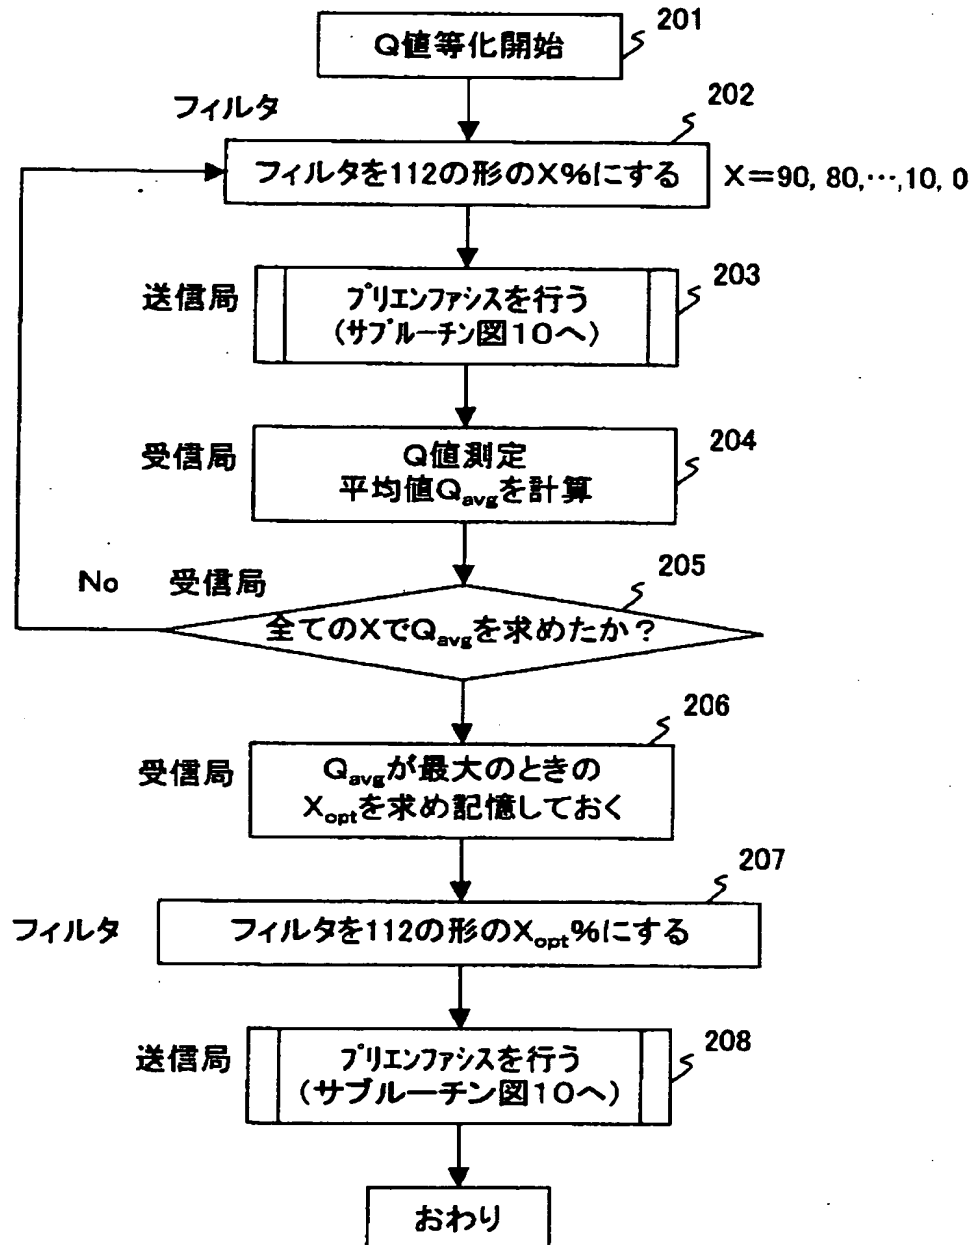 201
Q値等化開始
フィルタ
202
フィルタを112の形のX%にする
X=90, 80,…,10, 0
送信局
203
プリエンファシスを行う
(サブルーチン図10へ)
受信局
204
Q値測定
平均値Qavgを計算
No
受信局
205
全てのXでQavgを求めたか?
206
受信局
Qavgが最大のときの
Xoptを求め記憶しておく
207
フィルタ
フィルタを112の形のXopt%にする
送信局
208
プリエンファシスを行う
(サブルーチン図10へ)
おわり